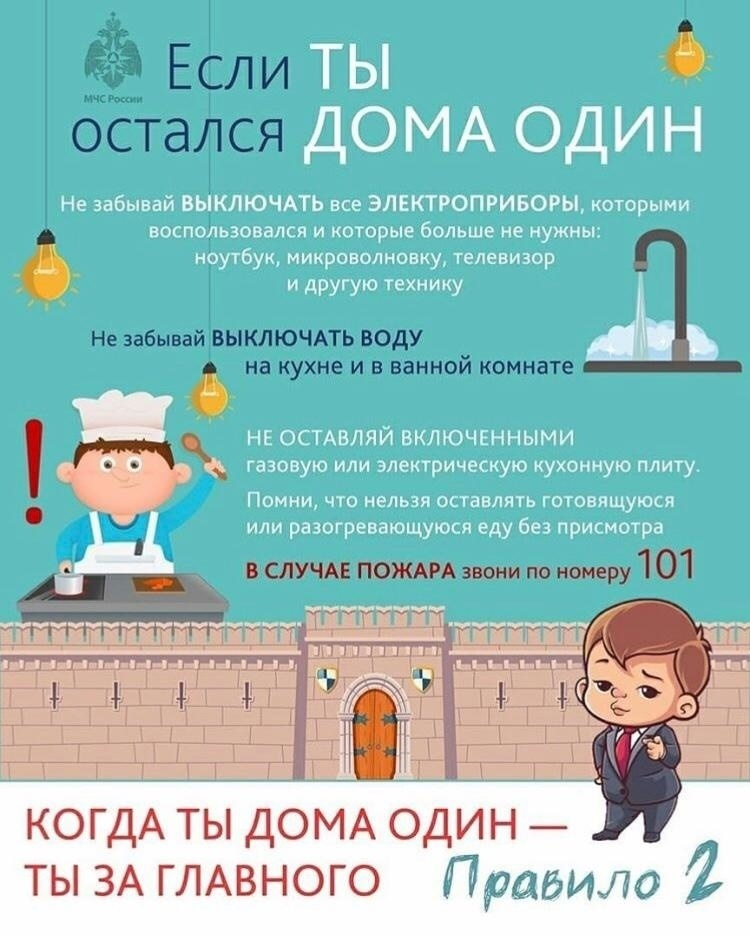 МЧС России
Если ТЫ
остался ДОМА ОДИН
Не забывай ВЫКЛЮЧАТЬ все ЭЛЕКТРОПРИБОРЫ, которыми
воспользовался и которые больше не нужны:
ноутбук, микроволновку, телевизор
и другую технику
Не забывай ВЫКЛЮЧАТЬ ВОДУ
на кухне и в ванной комнате
НЕ ОСТАВЛЯЙ ВКЛЮЧЕННЫМИ
газовую или электрическую кухонную плиту.
Помни, что нельзя оставлять готовящуюся
или разогревающуюся еду без присмотра
В СЛУЧАЕ ПОЖАРА звони по номеру 101
КОГДА ТЫ ДОМА ОДИН —
ТЫ ЗА ГЛАВНОГО
Правило 2